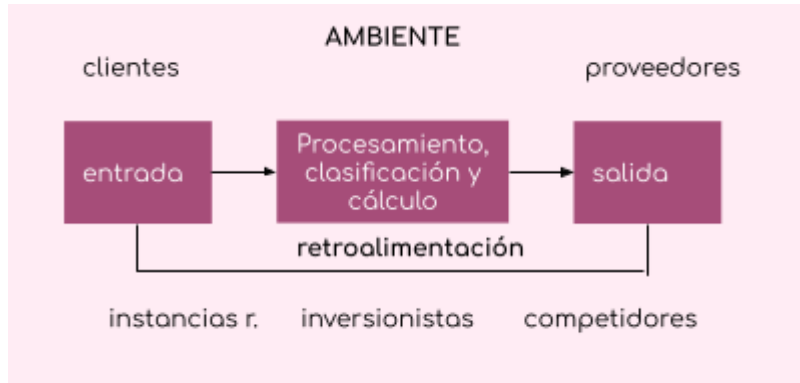 AMBIENTE
clientes
proveedores
entrada
Procesamiento,
clasificación y
cálculo
salida
retroalimentación
instancias r.
inversionistas
competidores